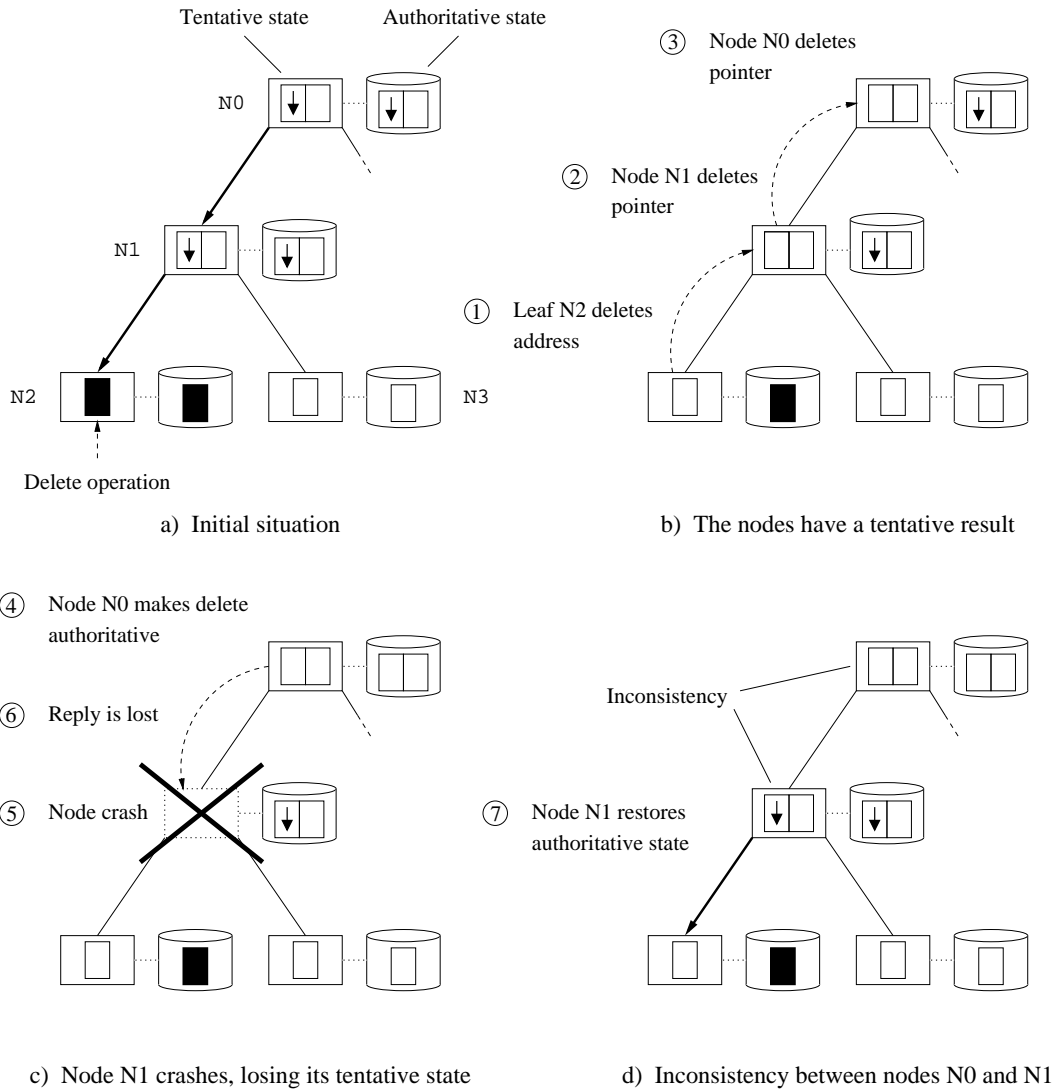 Tentative state
Authoritative state
N0
N1
N2
N3
Delete operation
a) Initial situation
3 Node N0 deletes
pointer
2 Node N1 deletes
pointer
1 Leaf N2 deletes
address
b) The nodes have a tentative result
4 Node N0 makes delete
authoritative
6 Reply is lost
5 Node crash
c) Node N1 crashes, losing its tentative state
Inconsistency
7 Node N1 restores
authoritative state
d) Inconsistency between nodes N0 and N1